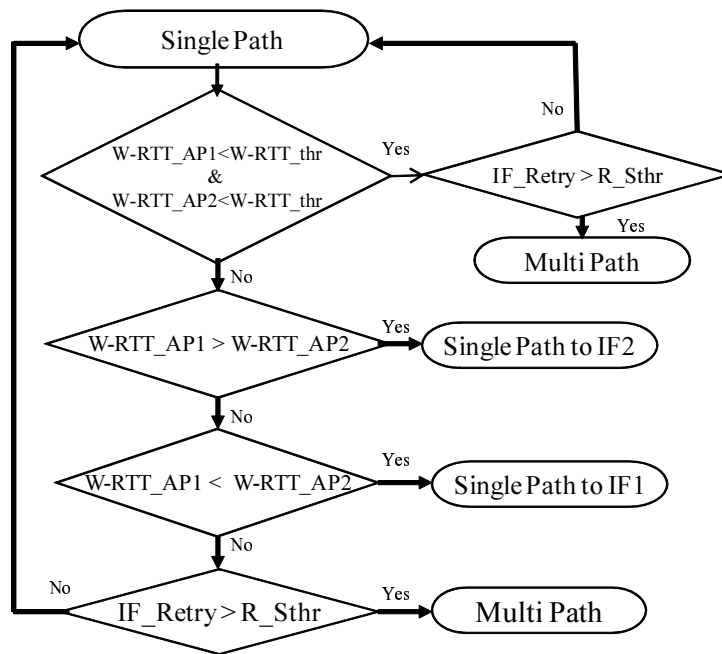 Single Path
No
W-RTT_AP1<W-RTT_thr
&
W-RTT_AP2<W-RTT_thr
Yes
IF_Retry > R_Sthr
Yes
Multi Path
No
W-RTT_AP1 > W-RTT_AP2
Yes
Single Path to IF2
No
W-RTT_AP1 < W-RTT_AP2
Yes
Single Path to IF1
No
No
IF_Retry > R_Sthr
Yes
Multi Path